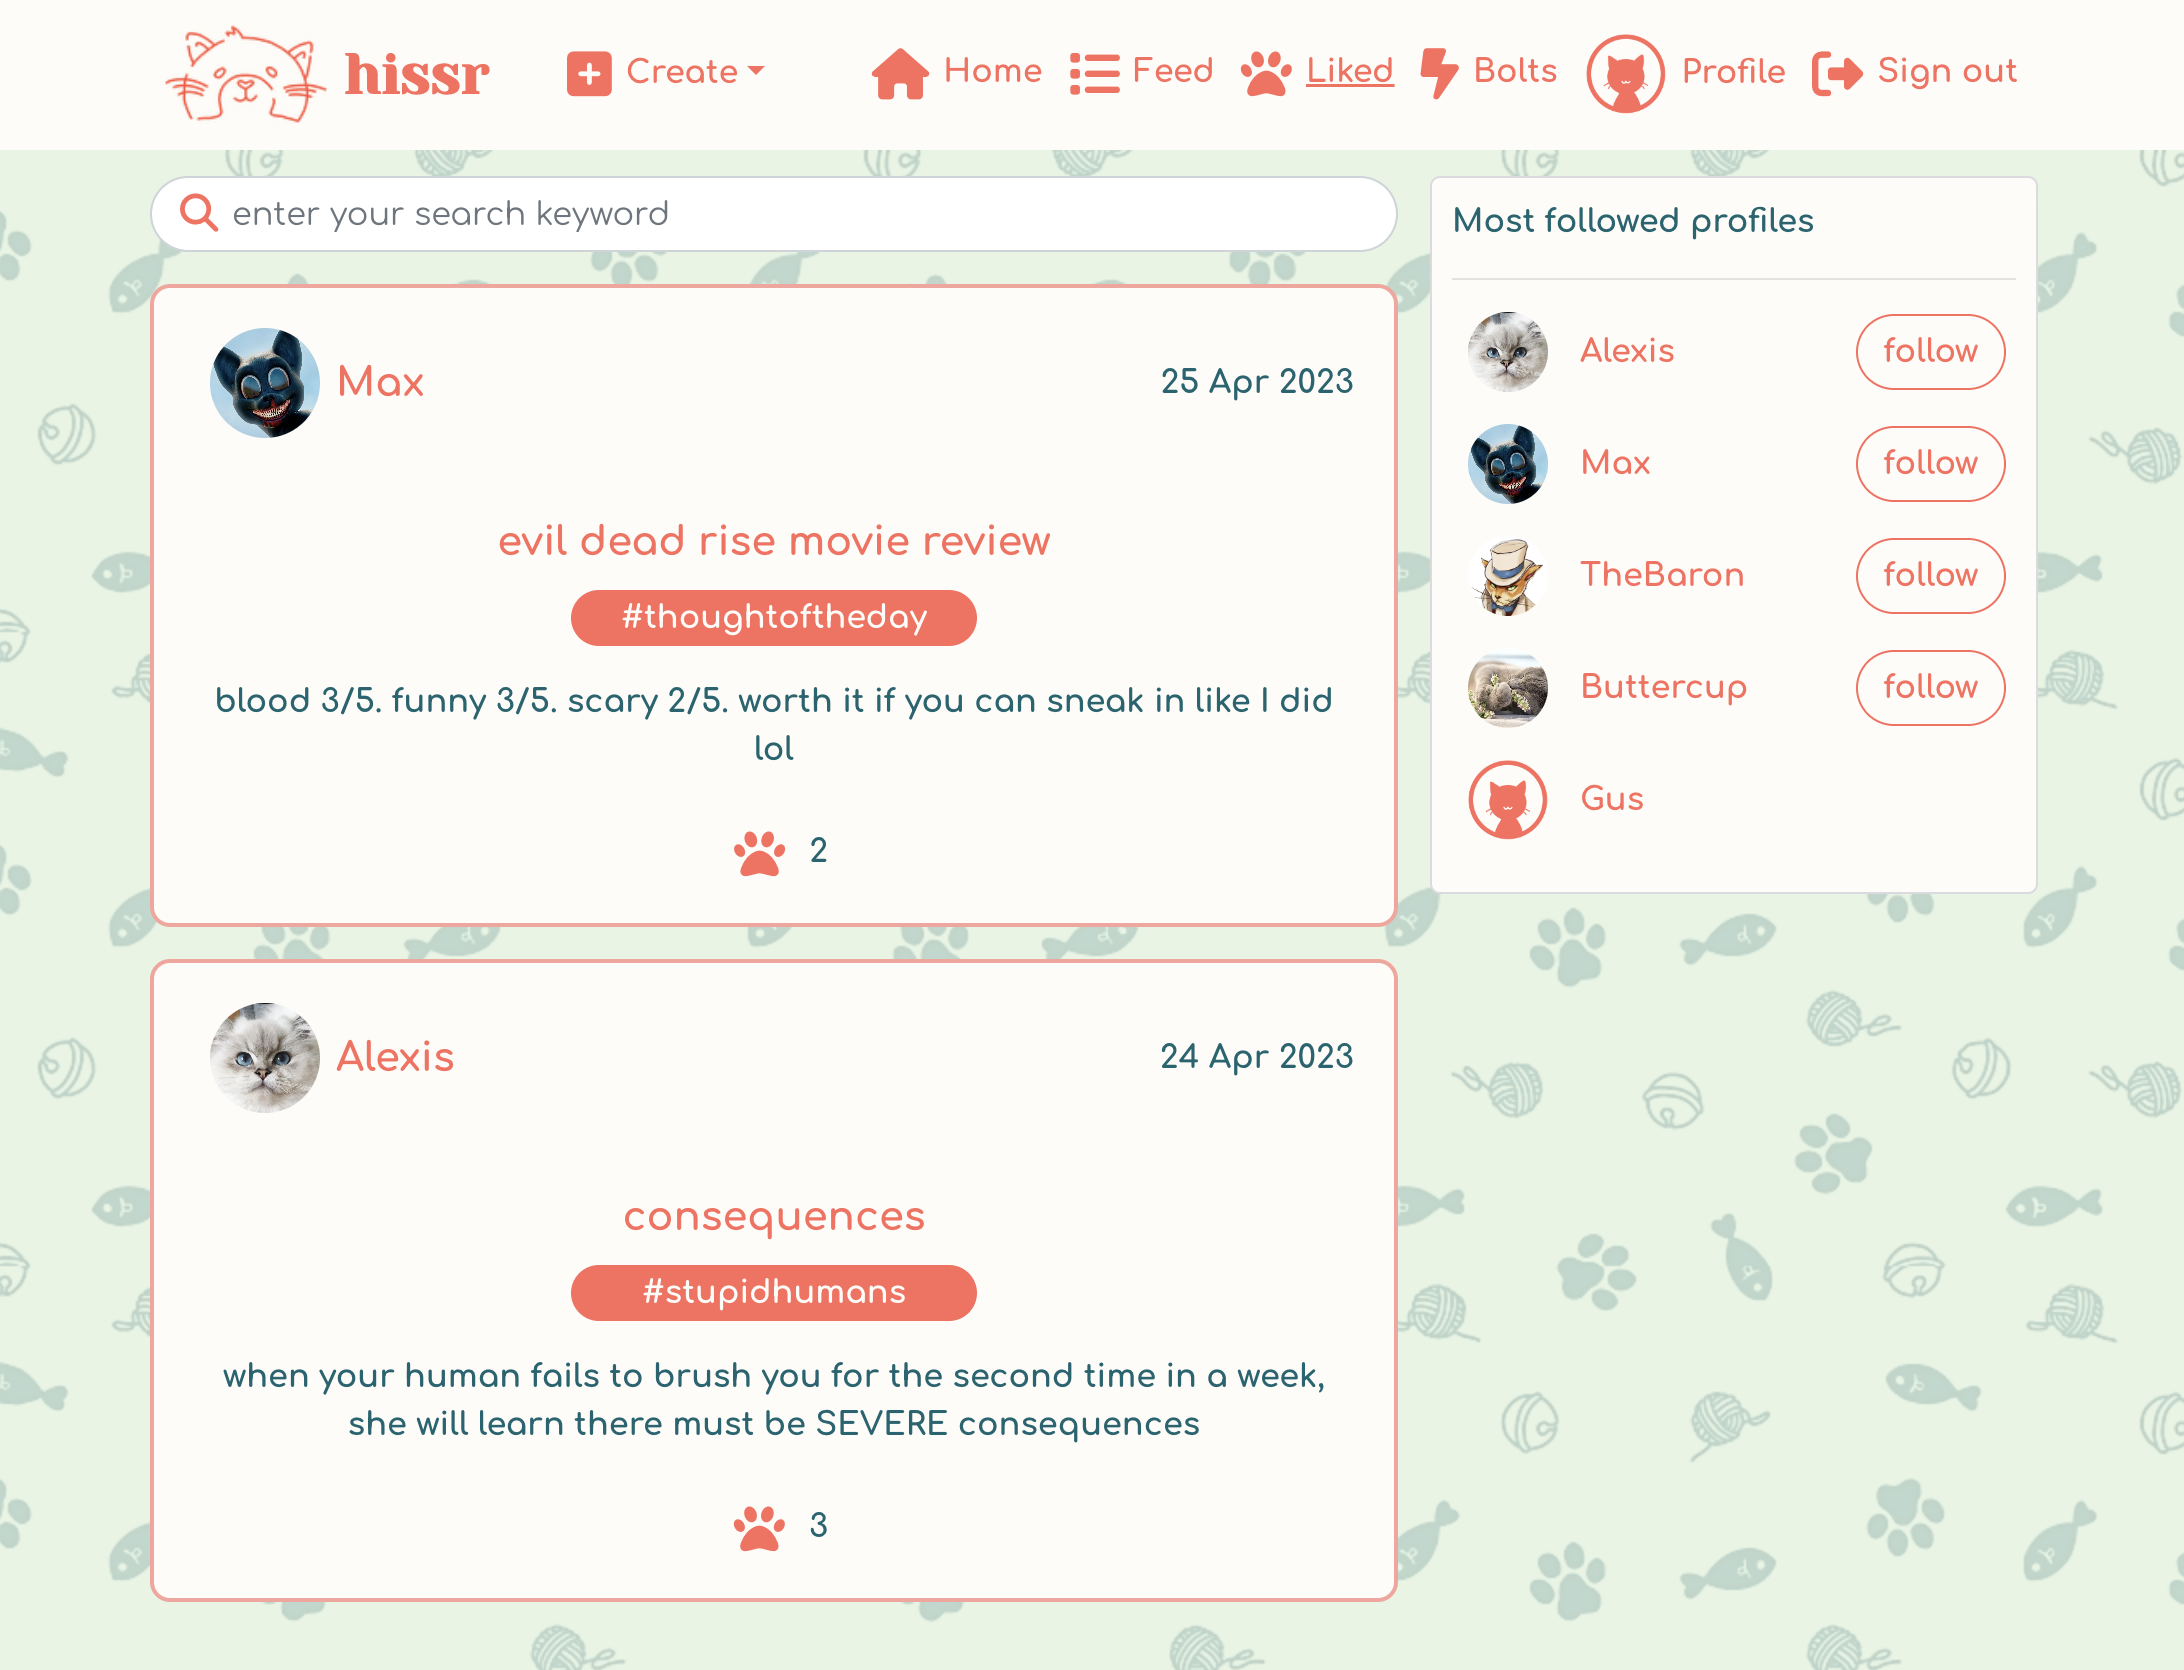 hissr
Create
Home
Feed
Liked
Bolts
Profile
Sign out
enter your search keyword
Max
25 Apr 2023
evil dead rise movie review
#thoughtoftheday
blood 3/5. funny 3/5. scary 2/5. worth it if you can sneak in like I did
lol
2
Alexis
24 Apr 2023
consequences
#stupidhumans
when your human fails to brush you for the second time in a week,
she will learn there must be SEVERE consequences
3
Most followed profiles
Alexis
follow
Max
follow
TheBaron
follow
Buttercup
follow
Gus